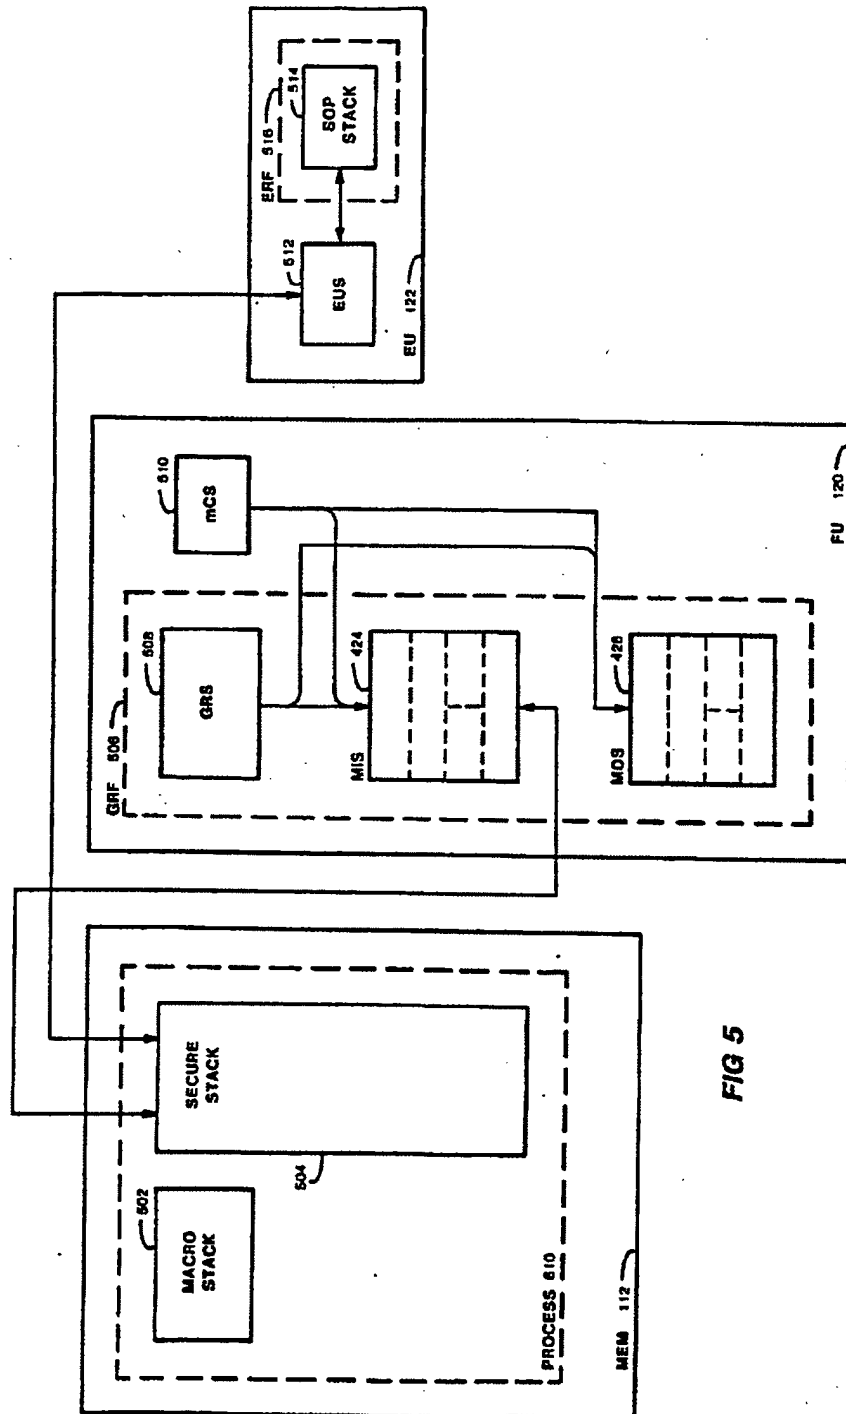 502
MACRO
STACK
504
SECURE
STACK
PROCESS 610
MEM 112
GRF 506
508
GRS
510
mCS
MIS
424
MOS
426
FU 120
ERF 516
512
EUS
514
SOP
STACK
EU 122
FIG 5